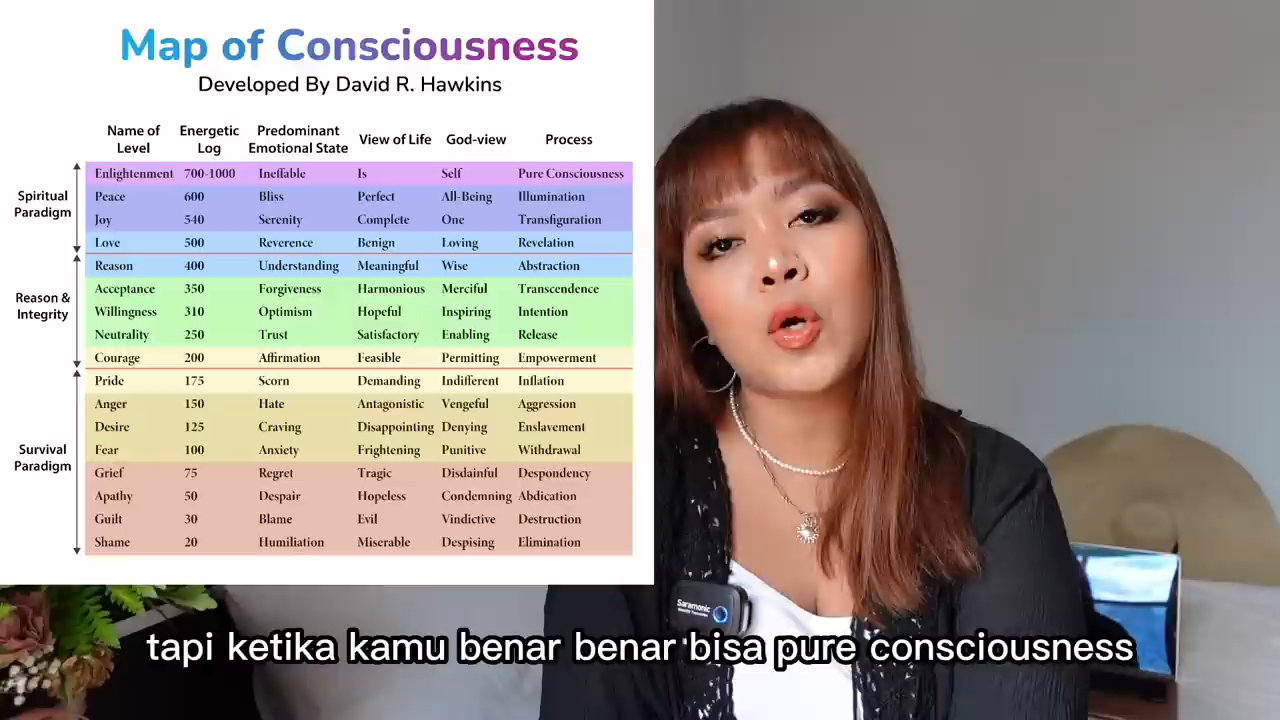 Map of Consciousness
Developed By David R. Hawkins
Name of Level Energetic Log Predominant Emotional State View of Life God-view Process
Spiritual Paradigm
Enlightenment 700-1000 Ineffable Is Self Pure Consciousness
Peace 600 Bliss Perfect All-Being Illumination
Joy 540 Serenity Complete One Transfiguration
Love 500 Reverence Benign Loving Revelation
Reason & Integrity
Reason 400 Understanding Meaningful Wise Abstraction
Acceptance 350 Forgiveness Harmonious Merciful Transcendence
Willingness 310 Optimism Hopeful Inspiring Intention
Neutrality 250 Trust Satisfactory Enabling Release
Courage 200 Affirmation Feasible Permitting Empowerment
Survival Paradigm
Pride 175 Scorn Demanding Indifferent Inflation
Anger 150 Hate Antagonistic Vengeful Aggression
Desire 125 Craving Disappointing Denying Enslavement
Fear 100 Anxiety Frightening Punitive Withdrawal
Grief 75 Regret Tragic Disdainful Despondency
Apathy 50 Despair Hopeless Condemning Abdication
Guilt 30 Blame Evil Vindictive Destruction
Shame 20 Humiliation Miserable Despising Elimination
Saramonic
tapi ketika kamu benar benar bisa pure consciousness